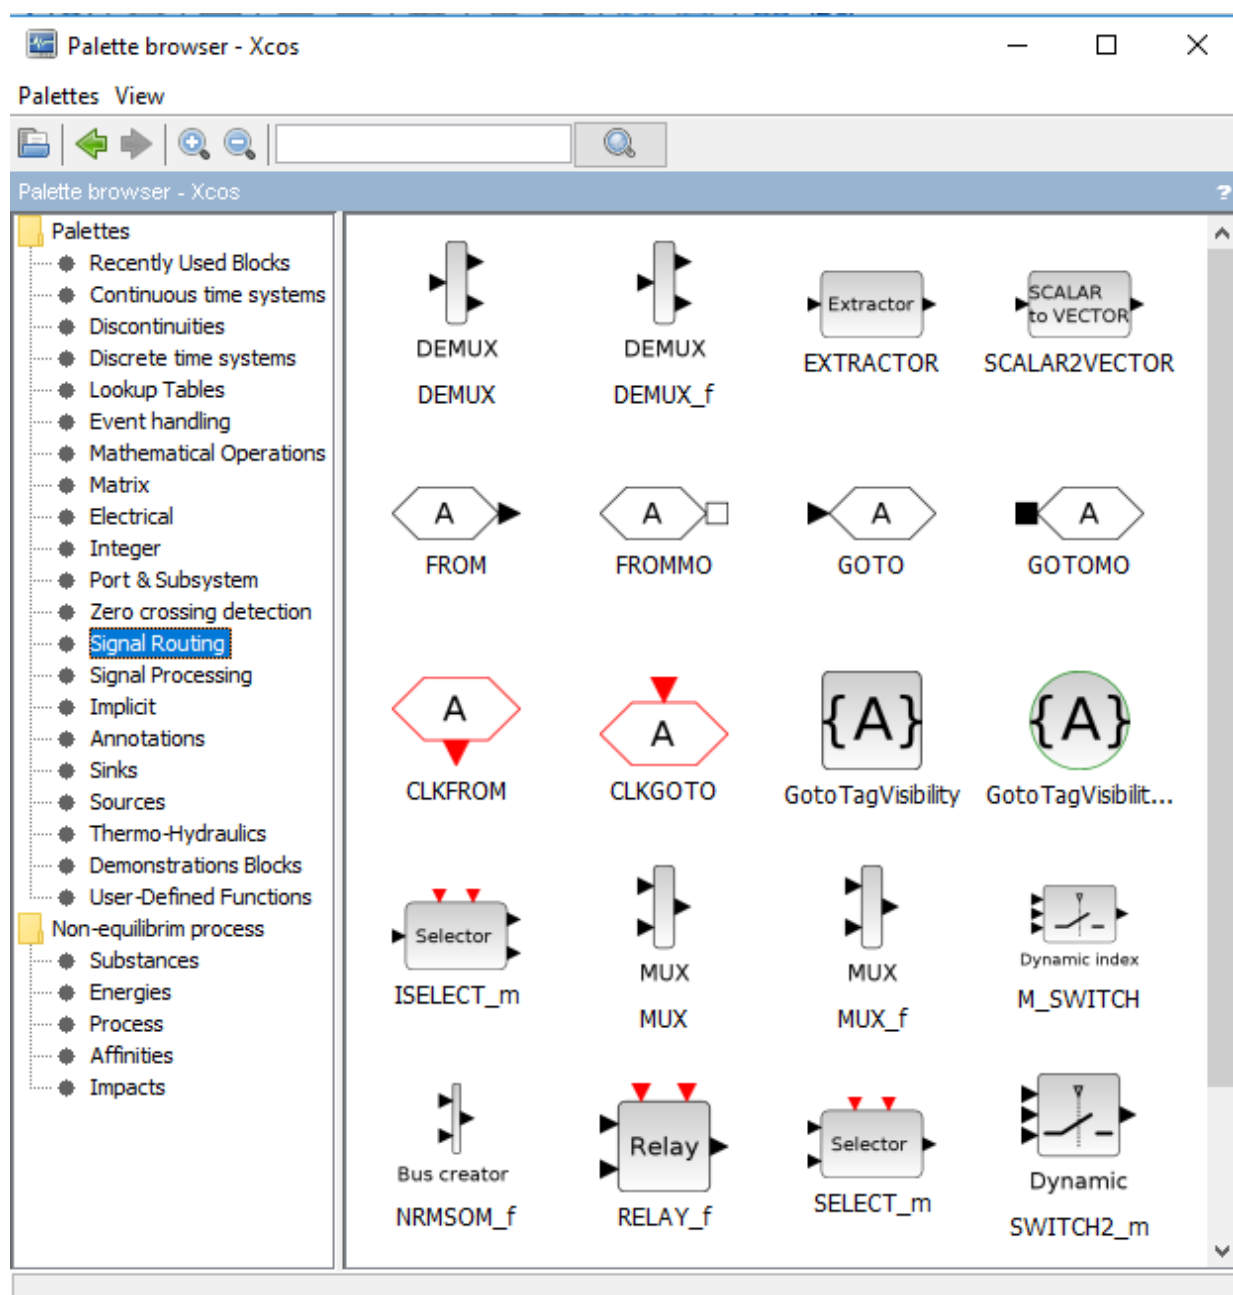 Palette browser - Xcos
Palettes View
Palette browser - Xcos ?
Palettes
Recently Used Blocks
Continuous time systems
Discontinuities
Discrete time systems
Lookup Tables
Event handling
Mathematical Operations
Matrix
Electrical
Integer
Port & Subsystem
Zero crossing detection
Signal Routing
Signal Processing
Implicit
Annotations
Sinks
Sources
Thermo-Hydraulics
Demonstrations Blocks
User-Defined Functions
Non-equilibrim process
Substances
Energies
Process
Affinities
Impacts
DEMUX
DEMUX
DEMUX
DEMUX_f
Extractor
EXTRACTOR
SCALAR
to VECTOR
SCALAR2VECTOR
A
FROM
A
FROMMO
A
GOTO
A
GOTOMO
A
CLKFROM
A
CLKGOTO
{A}
GotoTagVisibility
{A}
GotoTagVisibilit...
Selector
ISELECT_m
MUX
MUX
MUX
MUX_f
Dynamic index
M_SWITCH
Bus creator
NRMSOM_f
Relay
RELAY_f
Selector
SELECT_m
Dynamic
SWITCH2_m